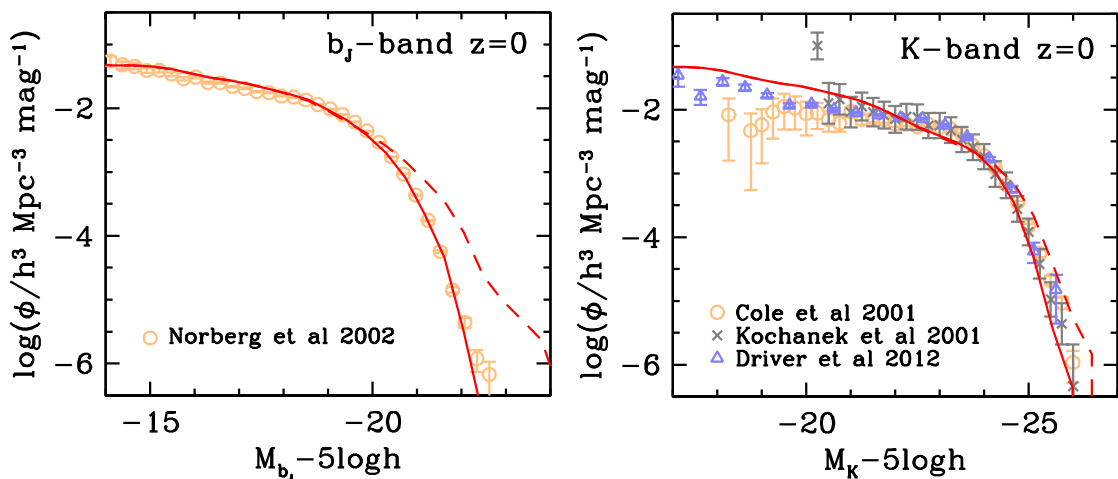 b_J-band z=0
log(ϕ/h³ Mpc⁻³ mag⁻¹)
-2
-4
-6
Norberg et al 2002
-15
-20
M_{b_J}-5logh
K-band z=0
log(ϕ/h³ Mpc⁻³ mag⁻¹)
-2
-4
-6
Cole et al 2001
Kochanek et al 2001
Driver et al 2012
-20
-25
M_K-5logh